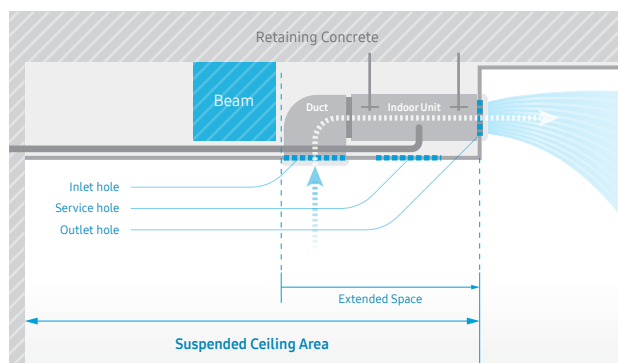 Retaining Concrete
Beam
Duct
Indoor Unit
Inlet hole
Service hole
Outlet hole
Extended Space
Suspended Ceiling Area